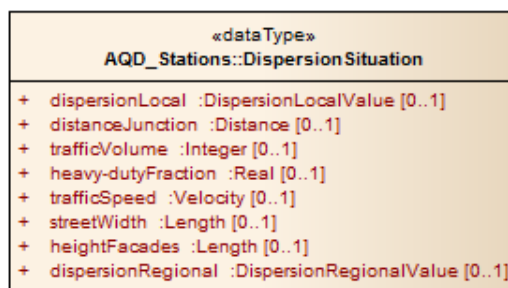 «dataType»
AQD_Stations::DispersionSituation
+ dispersionLocal :DispersionLocalValue [0..1]
+ distanceJunction :Distance [0..1]
+ trafficVolume :Integer [0..1]
+ heavy-dutyFraction :Real [0..1]
+ trafficSpeed :Velocity [0..1]
+ streetWidth :Length [0..1]
+ heightFacades :Length [0..1]
+ dispersionRegional :DispersionRegionalValue [0..1]